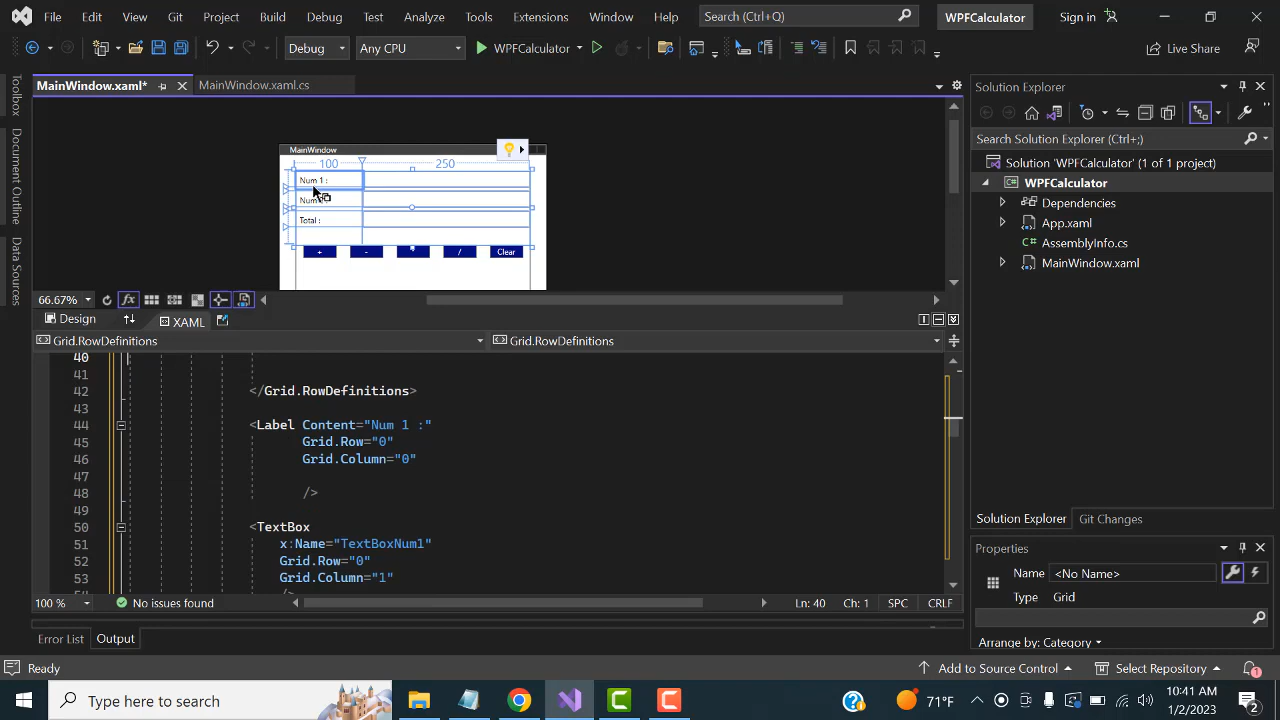 File Edit View Git Project Build Debug Test Analyze Tools Extensions Window Help Search (Ctrl+;) WPFCalculator Sign in
Debug Any CPU WPFCalculator Live Share
MainWindow.xaml* MainWindow.xaml.cs
Toolbox
Document Outline
Data Sources
MainWindow
100 250
Num 1 :
Total :
+ - / Clear
66.67% fx
Design XAML
Grid.RowDefinitions Grid.RowDefinitions
40
41
42 </Grid.RowDefinitions>
43
44 <Label Content="Num 1 :"
45 Grid.Row="0"
46 Grid.Column="0"
47
48 />
49
50 <TextBox
51 x:Name="TextBoxNum1"
52 Grid.Row="0"
53 Grid.Column="1"
100 % No issues found Ln: 40 Ch: 1 SPC CRLF
Error List Output
Solution Explorer
Search Solution Explorer (Ctrl+;)
Solution 'WPFCalculator' (1 of 1 project)
WPFCalculator
Dependencies
App.xaml
AssemblyInfo.cs
MainWindow.xaml
Solution Explorer Git Changes
Properties
Name <No Name>
Type Grid
Arrange by: Category
Ready Add to Source Control Select Repository 1
Type here to search 71°F 10:41 AM
1/2/2023 2